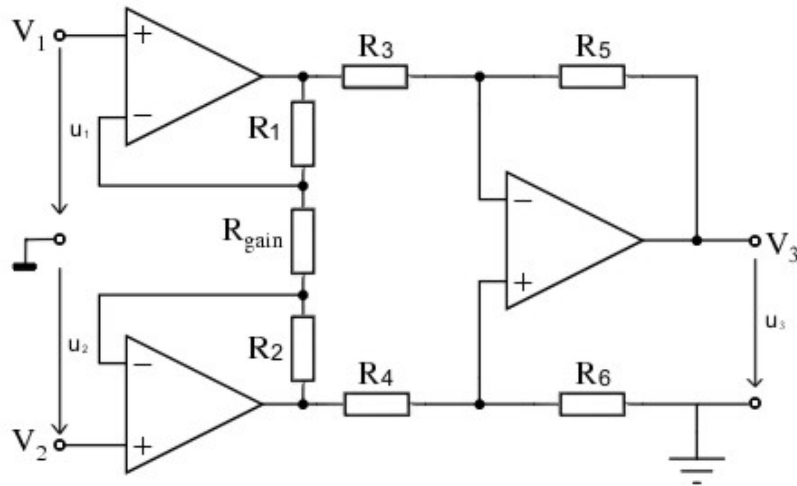 V1
+
R3
R5
−
u1
R1
Rgain
−
+
V3
u2
−
R2
u3
R4
R6
V2
+